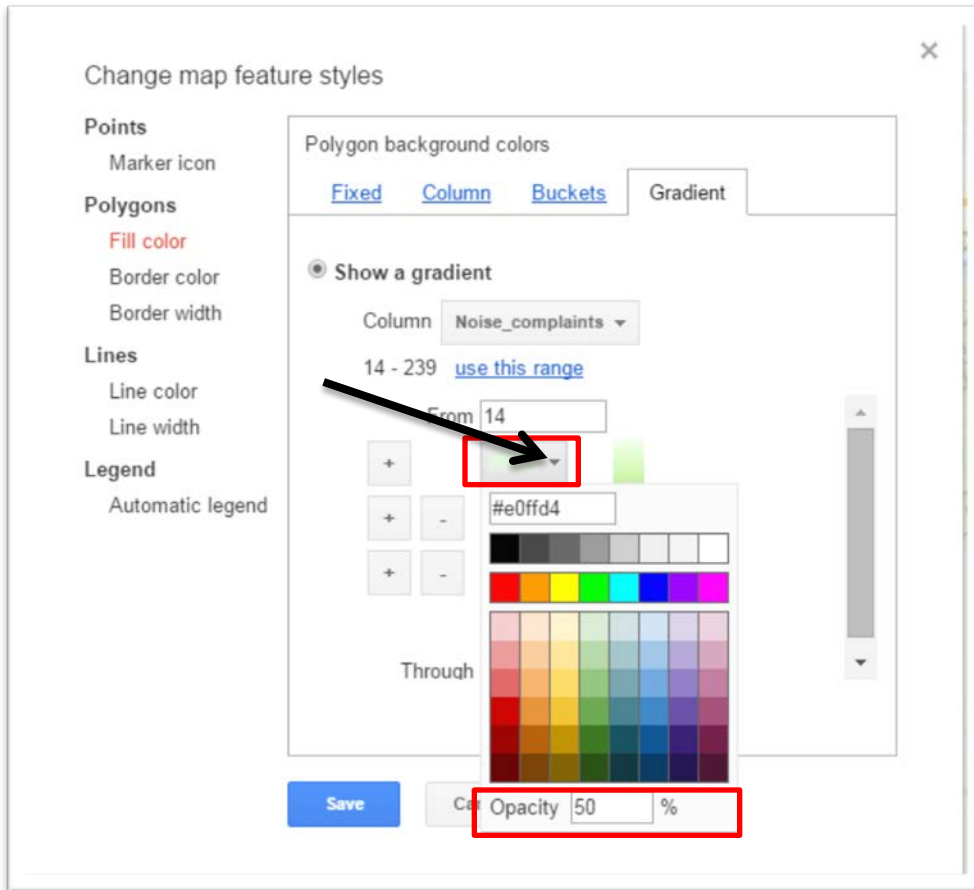 Change map feature styles
×
Points
Marker icon
Polygons
Fill color
Border color
Border width
Lines
Line color
Line width
Legend
Automatic legend
Polygon background colors
Fixed Column Buckets Gradient
Show a gradient
Column Noise_complaints
14 - 239 use this range
From 14
+
+ -
+ -
#e0ffd4
Through
Opacity 50 %
Save